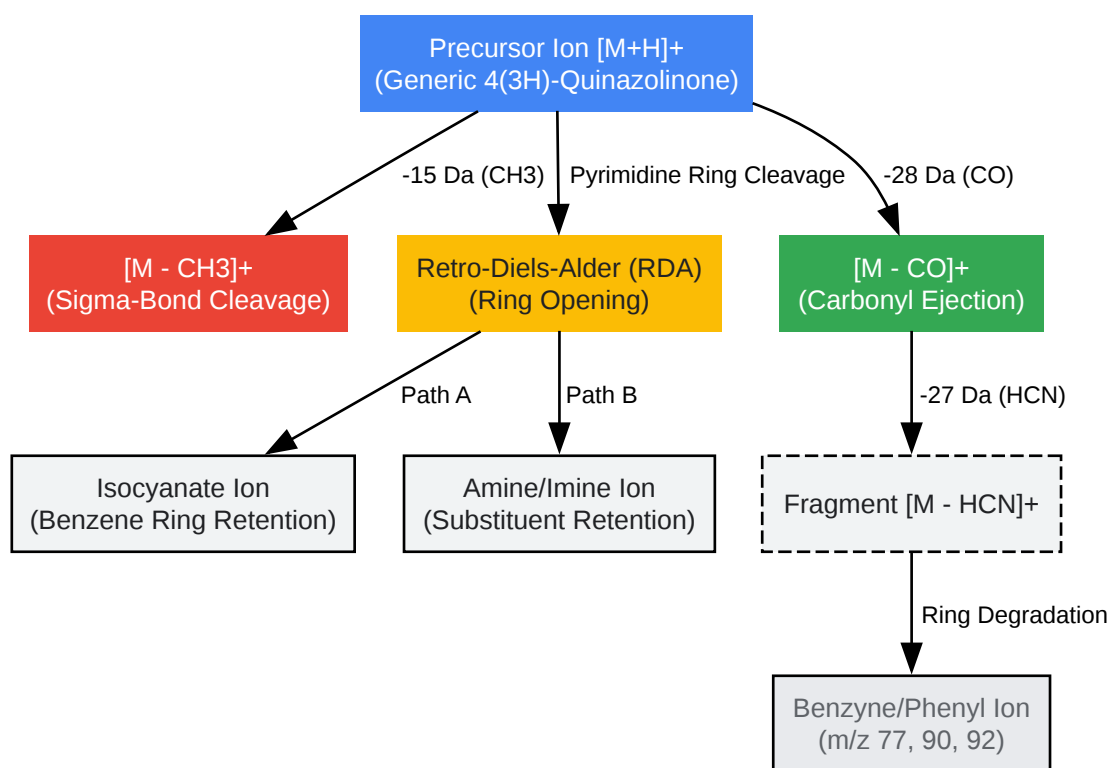 Precursor Ion [M+H]+
(Generic 4(3H)-Quinazolinone)
-15 Da (CH3)
Pyrimidine Ring Cleavage
-28 Da (CO)
[M - CH3]+
(Sigma-Bond Cleavage)
Retro-Diels-Alder (RDA)
(Ring Opening)
[M - CO]+
(Carbonyl Ejection)
Path A
Path B
-27 Da (HCN)
Isocyanate Ion
(Benzene Ring Retention)
Amine/Imine Ion
(Substituent Retention)
Fragment [M - HCN]+
Ring Degradation
Benzyne/Phenyl Ion
(m/z 77, 90, 92)